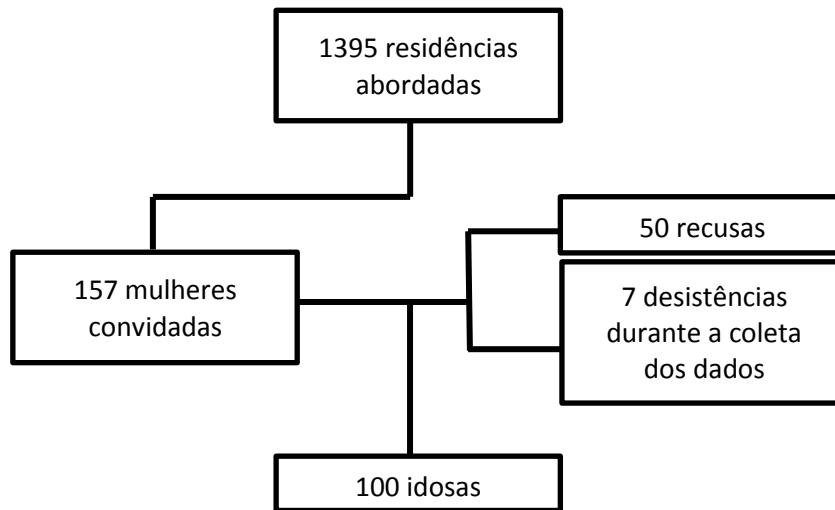 1395 residências
abordadas
50 recusas
157 mulheres
convidadas
7 desistências
durante a coleta
dos dados
100 idosas